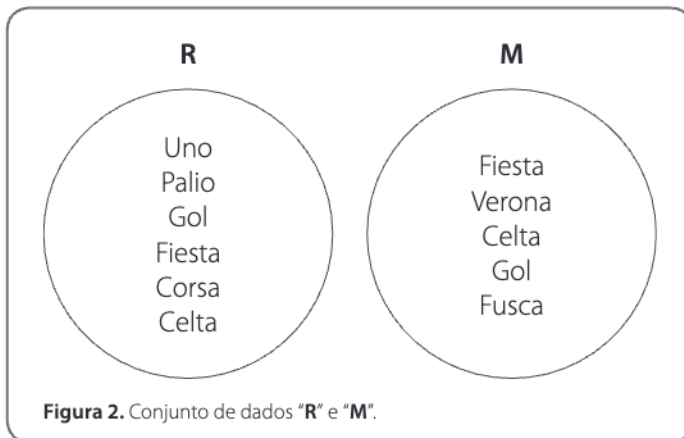 R
M
Uno
Palio
Gol
Fiesta
Corsa
Celta
Fiesta
Verona
Celta
Gol
Fusca
Figura 2. Conjunto de dados "R" e "M".